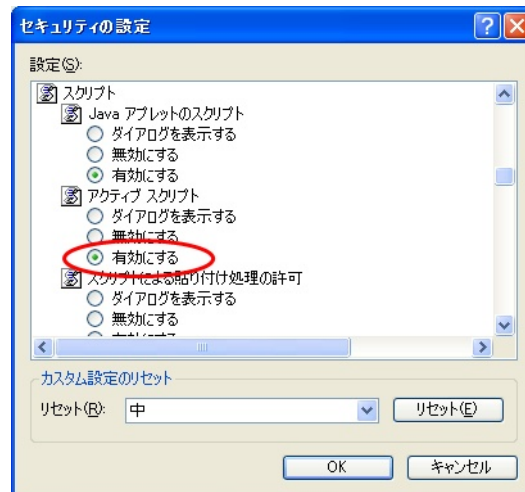 セキュリティの設定
設定(S):
スクリプト
Java アプレットのスクリプト
ダイアログを表示する
無効にする
有効にする
アクティブ スクリプト
ダイアログを表示する
無効にする
有効にする
スクリプトによる貼り付け処理の許可
ダイアログを表示する
無効にする
カスタム設定のリセット
リセット(R): 中 リセット(E)
OK キャンセル